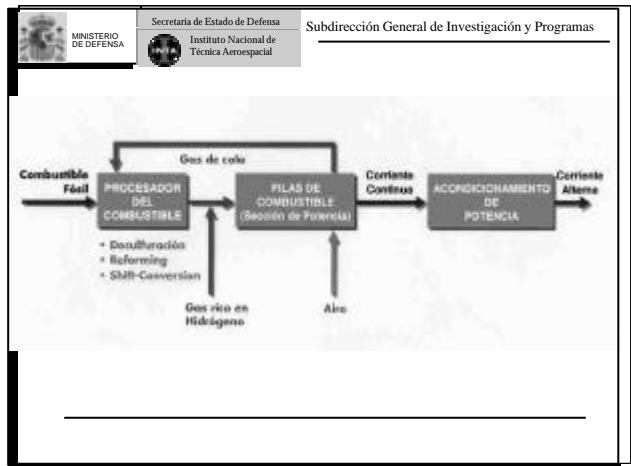 MINISTERIO
DE DEFENSA
Secretaria de Estado de Defensa
Instituto Nacional de
Técnica Aeroespacial
INTA
Subdirección General de Investigación y Programas
Gas de cola
Combustible
Fósil
PROCESADOR
DEL
COMBUSTIBLE
PILAS DE
COMBUSTIBLE
(Sección de Potencia)
Corriente
Continua
ACONDICIONAMIENTO
DE
POTENCIA
Corriente
Alterna
• Desulfuración
• Reforming
• Shift-Conversion
Gas rico en
Hidrógeno
Aire